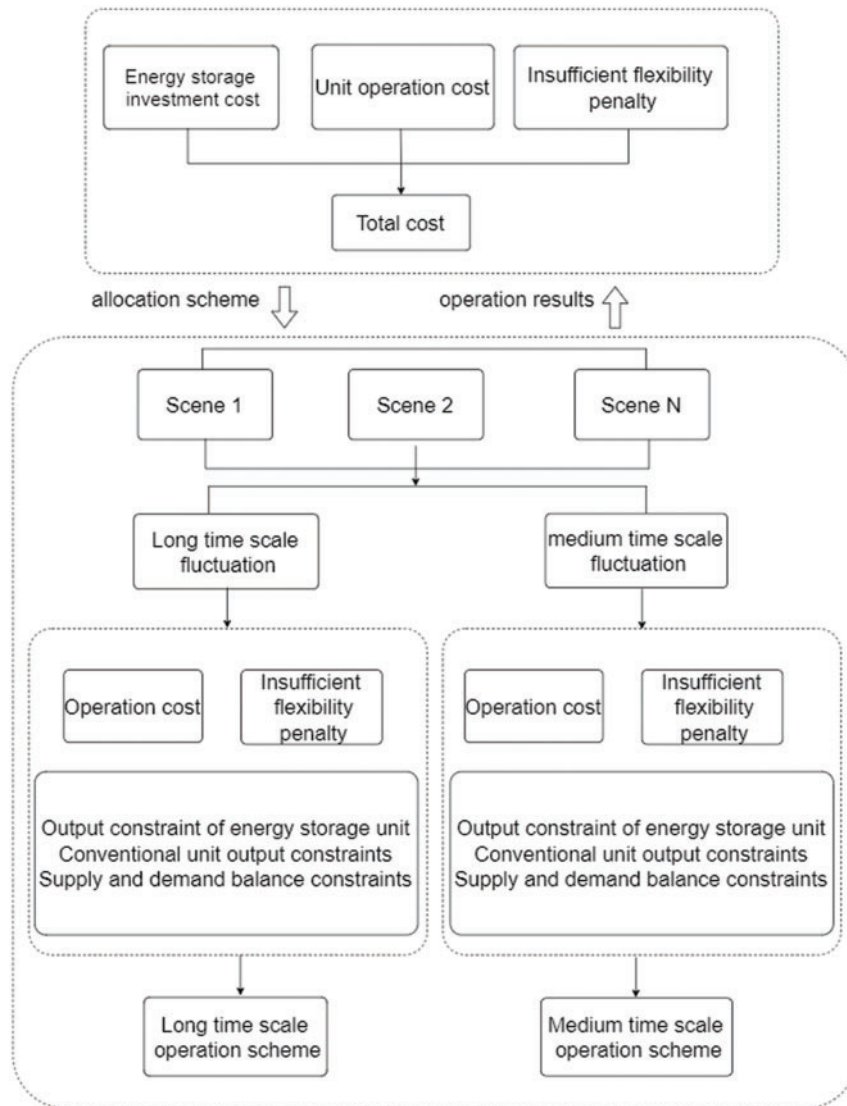 Energy storage
investment cost
Unit operation cost
Insufficient flexibility
penalty
Total cost
allocation scheme
operation results
Scene 1
Scene 2
Scene N
Long time scale
fluctuation
medium time scale
fluctuation
Operation cost
Insufficient
flexibility
penalty
Operation cost
Insufficient
flexibility
penalty
Output constraint of energy storage unit
Conventional unit output constraints
Supply and demand balance constraints
Output constraint of energy storage unit
Conventional unit output constraints
Supply and demand balance constraints
Long time scale
operation scheme
Medium time scale
operation scheme